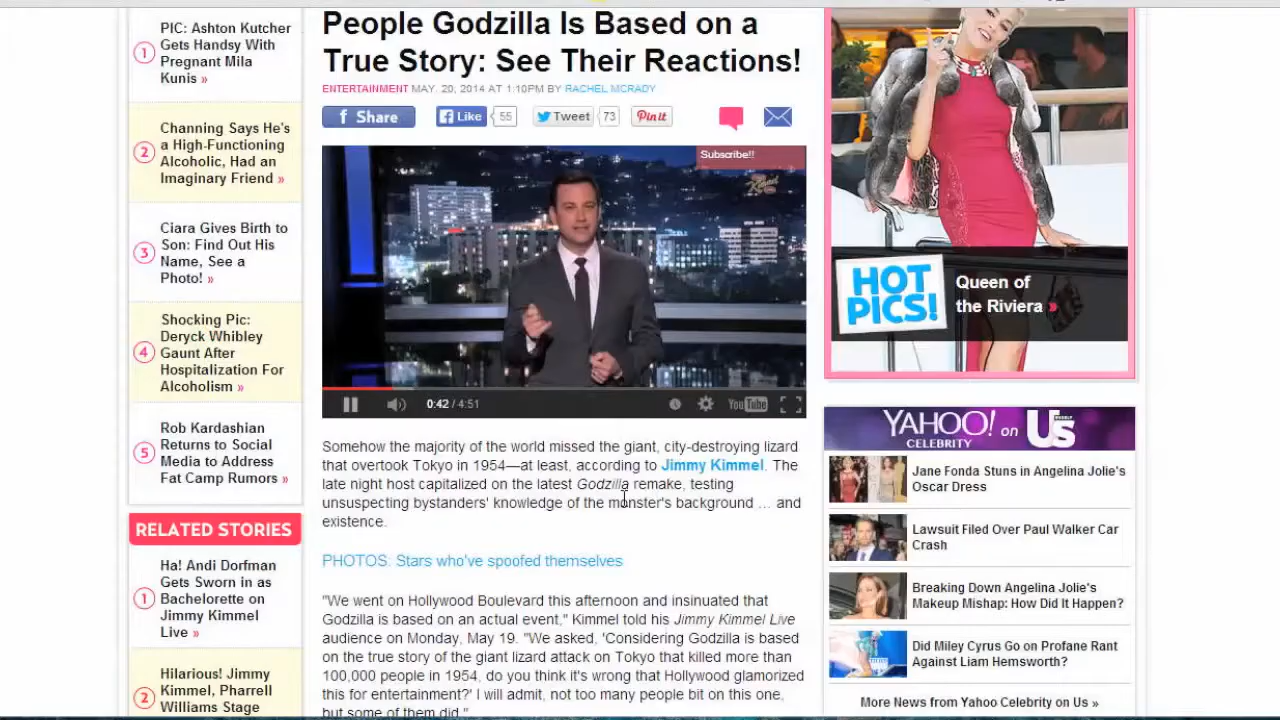 1
PIC: Ashton Kutcher
Gets Handsy With
Pregnant Mila
Kunis »
2
Channing Says He's
a High-Functioning
Alcoholic, Had an
Imaginary Friend »
3
Ciara Gives Birth to
Son: Find Out His
Name, See a
Photo! »
4
Shocking Pic:
Deryck Whibley
Gaunt After
Hospitalization For
Alcoholism »
5
Rob Kardashian
Returns to Social
Media to Address
Fat Camp Rumors »
RELATED STORIES
1
Ha! Andi Dorfman
Gets Sworn in as
Bachelorette on
Jimmy Kimmel
Live »
2
Hilarious! Jimmy
Kimmel, Pharrell
Williams Stage
People Godzilla Is Based on a
True Story: See Their Reactions!
ENTERTAINMENT MAY. 20, 2014 AT 1:10PM BY RACHEL MCRADY
f Share
Like 55
Tweet 73
Pin it
Subscribe!!
0:42 / 4:51
YouTube
Somehow the majority of the world missed the giant, city-destroying lizard
that overtook Tokyo in 1954—at least, according to Jimmy Kimmel. The
late night host capitalized on the latest Godzilla remake, testing
unsuspecting bystanders' knowledge of the monster's background ... and
existence.
PHOTOS: Stars who've spoofed themselves
"We went on Hollywood Boulevard this afternoon and insinuated that
Godzilla is based on an actual event," Kimmel told his Jimmy Kimmel Live
audience on Monday, May 19. "We asked, 'Considering Godzilla is based
on the true story of the giant lizard attack on Tokyo that killed more than
100,000 people in 1954, do you think it's wrong that Hollywood glamorized
this for entertainment?' I will admit, not too many people bit on this one,
but some of them did."
HOT
PICS!
Queen of
the Riviera »
YAHOO! on Us
CELEBRITY
Jane Fonda Stuns in Angelina Jolie's
Oscar Dress
Lawsuit Filed Over Paul Walker Car
Crash
Breaking Down Angelina Jolie's
Makeup Mishap: How Did It Happen?
Did Miley Cyrus Go on Profane Rant
Against Liam Hemsworth?
More News from Yahoo Celebrity on Us »